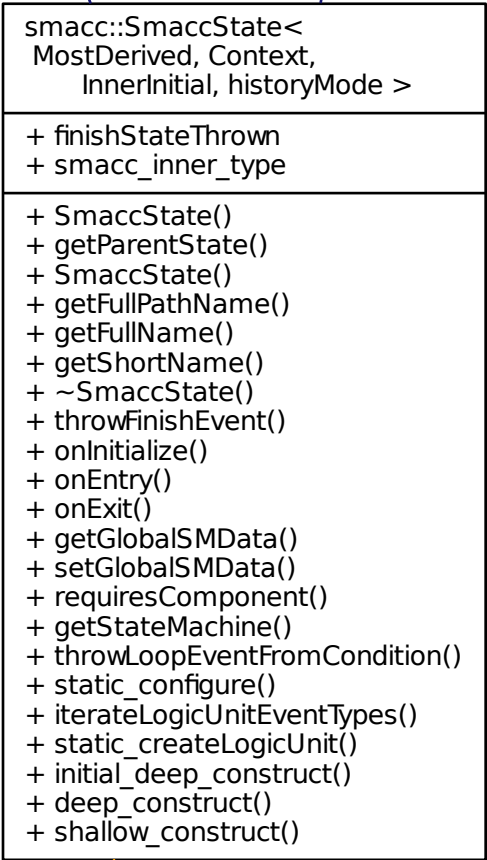 smacc::SmaccState<
MostDerived, Context,
InnerInitial, historyMode >
+ finishStateThrown
+ smacc_inner_type
+ SmaccState()
+ getParentState()
+ SmaccState()
+ getFullPathName()
+ getFullName()
+ getShortName()
+ ~SmaccState()
+ throwFinishEvent()
+ onInitialize()
+ onEntry()
+ onExit()
+ getGlobalSMData()
+ setGlobalSMData()
+ requiresComponent()
+ getStateMachine()
+ throwLoopEventFromCondition()
+ static_configure()
+ iterateLogicUnitEventTypes()
+ static_createLogicUnit()
+ initial_deep_construct()
+ deep_construct()
+ shallow_construct()